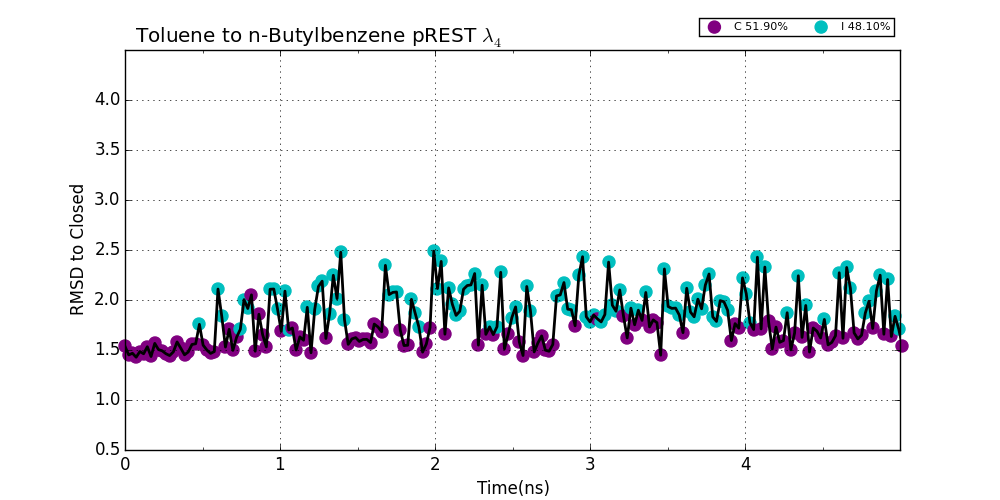 Toluene to n-Butylbenzene pREST λ4
C 51.90% I 48.10%
RMSD to Closed
4.0
3.5
3.0
2.5
2.0
1.5
1.0
0.5
0 1 2 3 4
Time(ns)